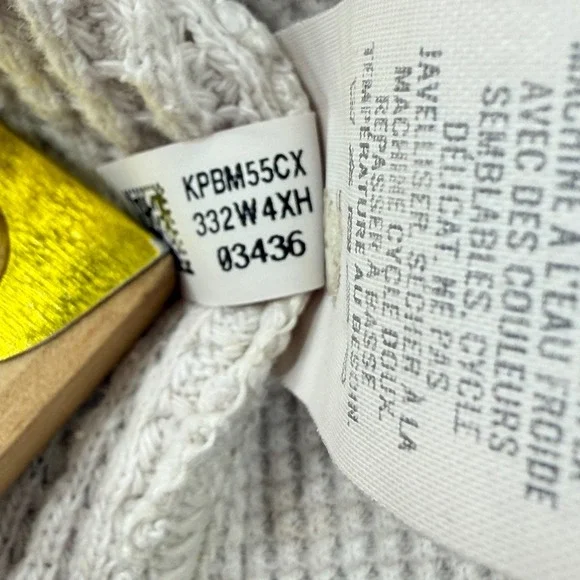 KPBM55CX
332W4XH
03436
MACHINE À L'EAU FROIDE
AVEC DES COULEURS
SEMBLABLES. CYCLE
DÉLICAT. NE PAS
JAVELLISER. SÉCHER À LA
MACHINE CYCLE DOUX.
REPASSER À BASSE
TEMPÉRATURE AU BESOIN.